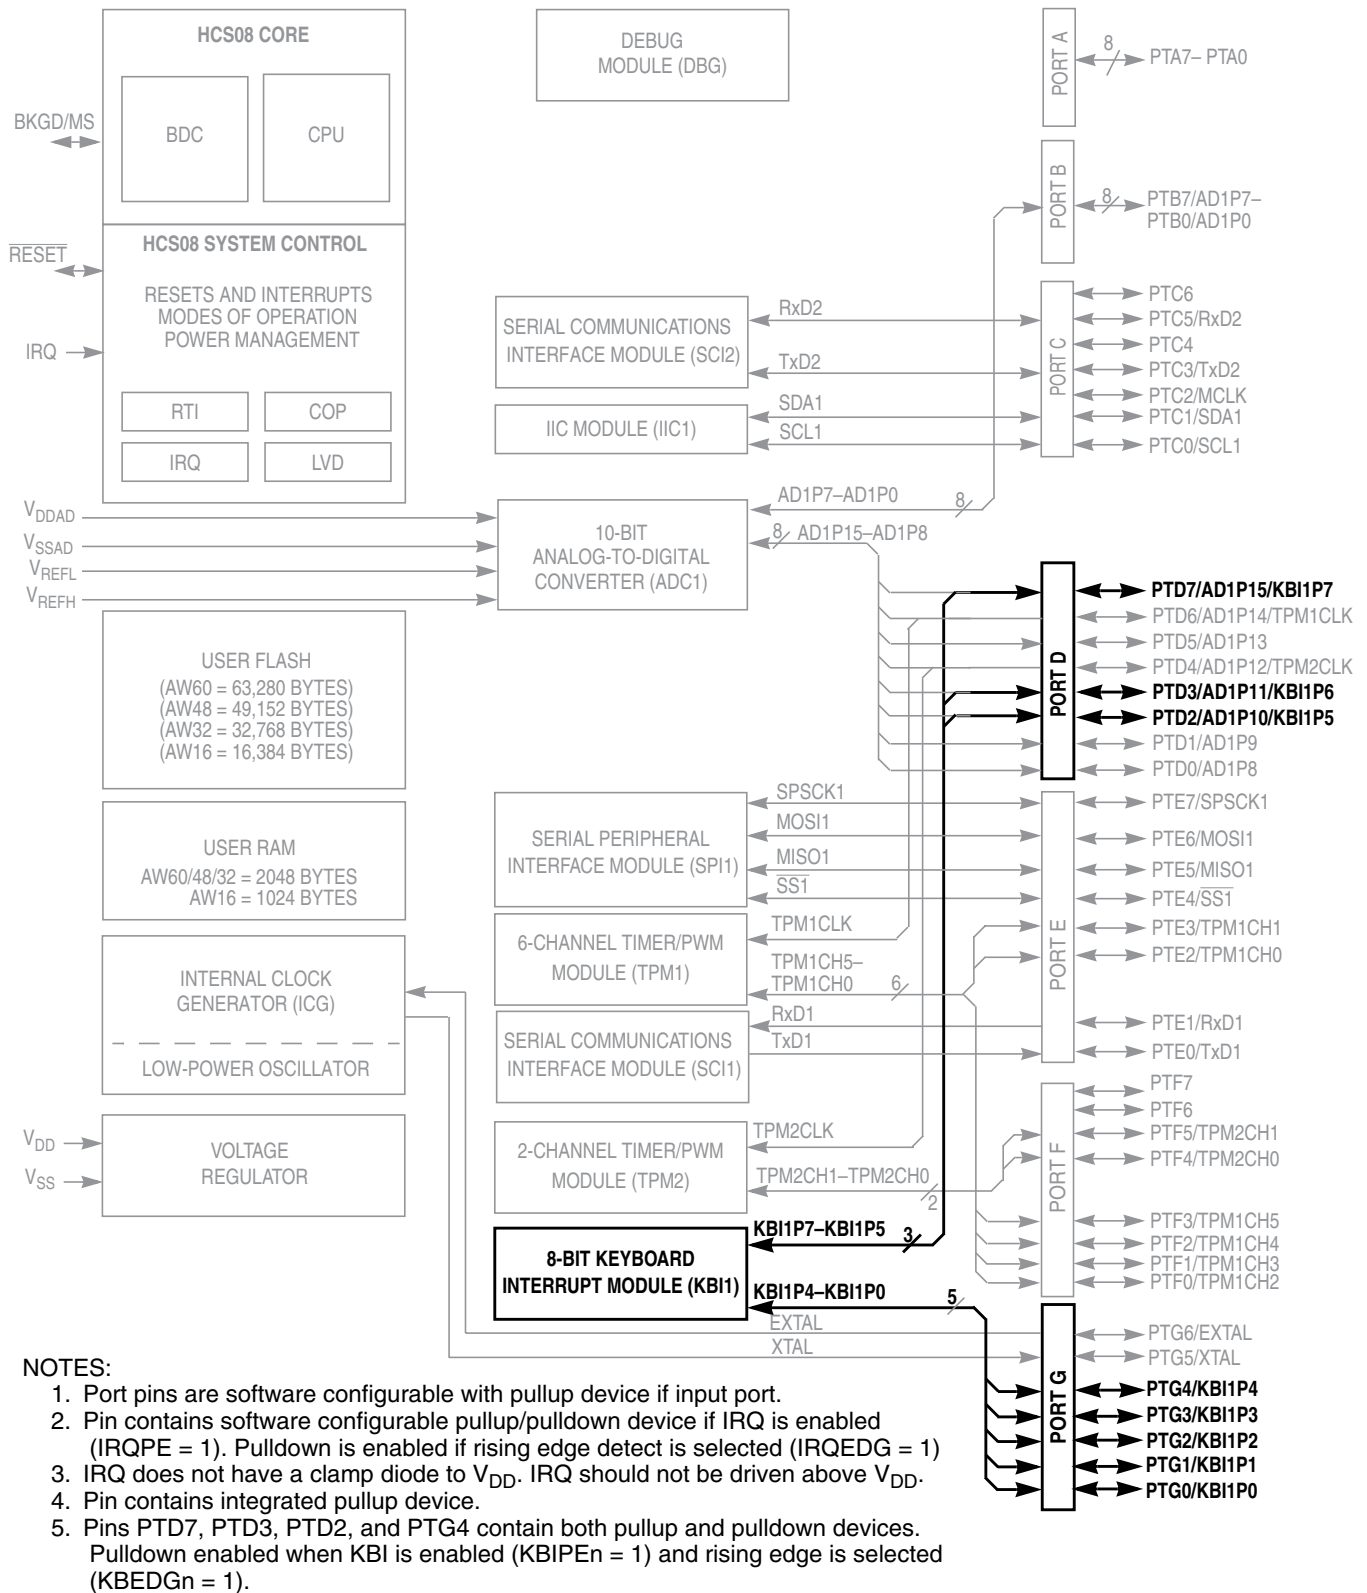 HCS08 CORE
BDC
CPU
BKGD/MS
HCS08 SYSTEM CONTROL
RESET
RESETS AND INTERRUPTS
MODES OF OPERATION
POWER MANAGEMENT
IRQ
RTI
COP
IRQ
LVD
VDDAD
VSSAD
VREFL
VREFH
USER FLASH
(AW60 = 63,280 BYTES)
(AW48 = 49,152 BYTES)
(AW32 = 32,768 BYTES)
(AW16 = 16,384 BYTES)
USER RAM
AW60/48/32 = 2048 BYTES
AW16 = 1024 BYTES
INTERNAL CLOCK
GENERATOR (ICG)
LOW-POWER OSCILLATOR
VDD
VSS
VOLTAGE
REGULATOR
DEBUG
MODULE (DBG)
SERIAL COMMUNICATIONS
INTERFACE MODULE (SCI2)
RxD2
TxD2
IIC MODULE (IIC1)
SDA1
SCL1
10-BIT
ANALOG-TO-DIGITAL
CONVERTER (ADC1)
AD1P7–AD1P0
8
8
AD1P15–AD1P8
SERIAL PERIPHERAL
INTERFACE MODULE (SPI1)
SPSCK1
MOSI1
MISO1
SS1
6-CHANNEL TIMER/PWM
MODULE (TPM1)
TPM1CLK
TPM1CH5–
TPM1CH0
6
SERIAL COMMUNICATIONS
INTERFACE MODULE (SCI1)
RxD1
TxD1
2-CHANNEL TIMER/PWM
MODULE (TPM2)
TPM2CLK
TPM2CH1–TPM2CH0
2
8-BIT KEYBOARD
INTERRUPT MODULE (KBI1)
KBI1P7–KBI1P5
3
KBI1P4–KBI1P0
5
EXTAL
XTAL
PORT A
8
PTA7– PTA0
PORT B
8
PTB7/AD1P7–
PTB0/AD1P0
PORT C
PTC6
PTC5/RxD2
PTC4
PTC3/TxD2
PTC2/MCLK
PTC1/SDA1
PTC0/SCL1
PORT D
PTD7/AD1P15/KBI1P7
PTD6/AD1P14/TPM1CLK
PTD5/AD1P13
PTD4/AD1P12/TPM2CLK
PTD3/AD1P11/KBI1P6
PTD2/AD1P10/KBI1P5
PTD1/AD1P9
PTD0/AD1P8
PORT E
PTE7/SPSCK1
PTE6/MOSI1
PTE5/MISO1
PTE4/SS1
PTE3/TPM1CH1
PTE2/TPM1CH0
PTE1/RxD1
PTE0/TxD1
PORT F
PTF7
PTF6
PTF5/TPM2CH1
PTF4/TPM2CH0
PTF3/TPM1CH5
PTF2/TPM1CH4
PTF1/TPM1CH3
PTF0/TPM1CH2
PORT G
PTG6/EXTAL
PTG5/XTAL
PTG4/KBI1P4
PTG3/KBI1P3
PTG2/KBI1P2
PTG1/KBI1P1
PTG0/KBI1P0
NOTES:
1. Port pins are software configurable with pullup device if input port.
2. Pin contains software configurable pullup/pulldown device if IRQ is enabled
(IRQPE = 1). Pulldown is enabled if rising edge detect is selected (IRQEDG = 1)
3. IRQ does not have a clamp diode to VDD. IRQ should not be driven above VDD.
4. Pin contains integrated pullup device.
5. Pins PTD7, PTD3, PTD2, and PTG4 contain both pullup and pulldown devices.
Pulldown enabled when KBI is enabled (KBIPEn = 1) and rising edge is selected
(KBEDGn = 1).